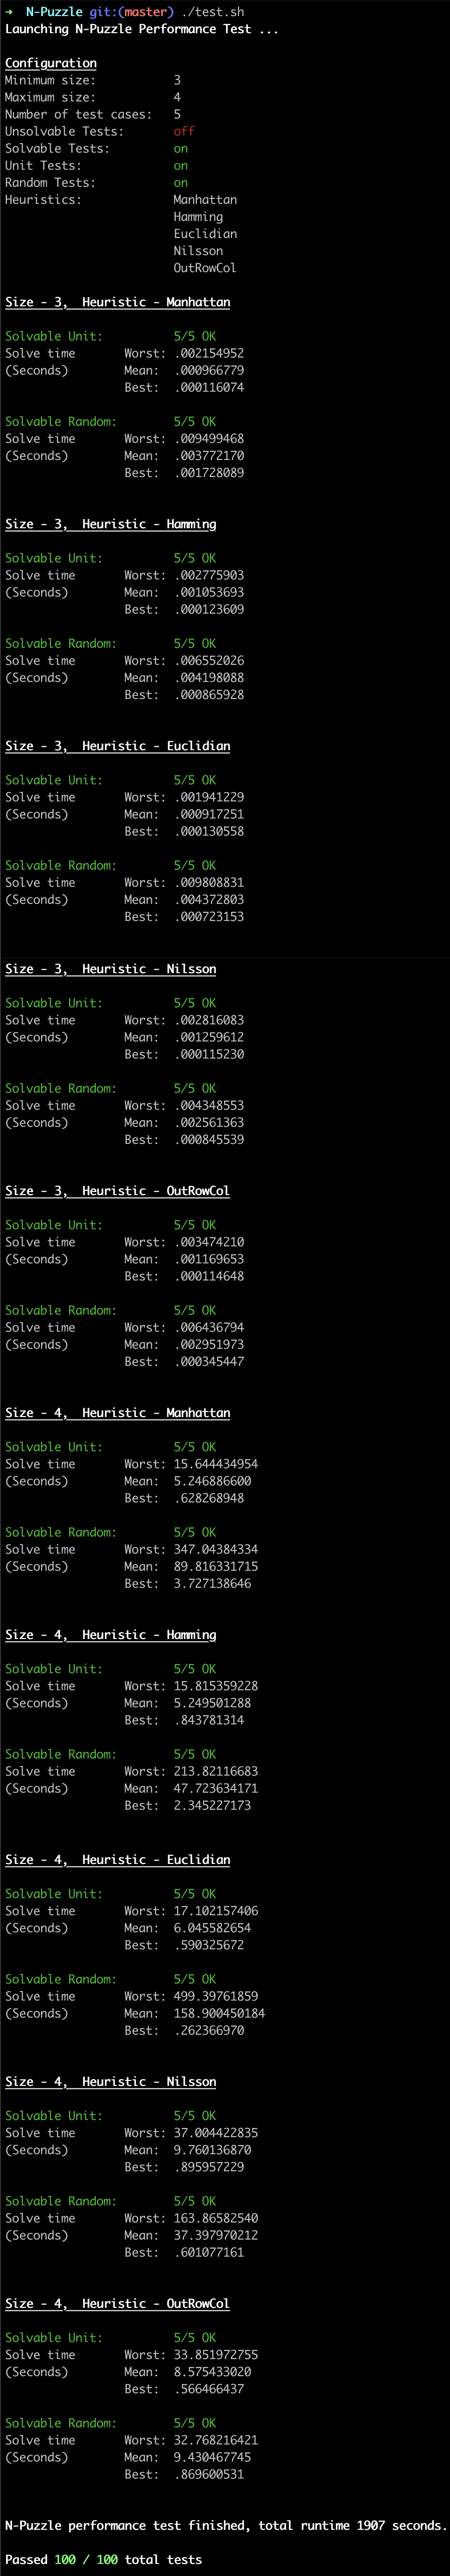 ➜  N-Puzzle git:(master) ./test.sh
Launching N-Puzzle Performance Test ...
Configuration
Minimum size: 3
Maximum size: 4
Number of test cases: 5
Unsolvable Tests: off
Solvable Tests: on
Unit Tests: on
Random Tests: on
Heuristics: Manhattan
Hamming
Euclidian
Nilsson
OutRowCol
Size - 3,  Heuristic - Manhattan
Solvable Unit: 5/5 OK
Solve time Worst: .002154952
(Seconds) Mean: .000966779
Best: .000116074
Solvable Random: 5/5 OK
Solve time Worst: .009499468
(Seconds) Mean: .003772170
Best: .001728089
Size - 3,  Heuristic - Hamming
Solvable Unit: 5/5 OK
Solve time Worst: .002775903
(Seconds) Mean: .001053693
Best: .000123609
Solvable Random: 5/5 OK
Solve time Worst: .006552026
(Seconds) Mean: .004198088
Best: .000865928
Size - 3,  Heuristic - Euclidian
Solvable Unit: 5/5 OK
Solve time Worst: .001941229
(Seconds) Mean: .000917251
Best: .000130558
Solvable Random: 5/5 OK
Solve time Worst: .009808831
(Seconds) Mean: .004372803
Best: .000723153
Size - 3,  Heuristic - Nilsson
Solvable Unit: 5/5 OK
Solve time Worst: .002816083
(Seconds) Mean: .001259612
Best: .000115230
Solvable Random: 5/5 OK
Solve time Worst: .004348553
(Seconds) Mean: .002561363
Best: .000845539
Size - 3,  Heuristic - OutRowCol
Solvable Unit: 5/5 OK
Solve time Worst: .003474210
(Seconds) Mean: .001169653
Best: .000114648
Solvable Random: 5/5 OK
Solve time Worst: .006436794
(Seconds) Mean: .002951973
Best: .000345447
Size - 4,  Heuristic - Manhattan
Solvable Unit: 5/5 OK
Solve time Worst: 15.644434954
(Seconds) Mean: 5.246886600
Best: .628268948
Solvable Random: 5/5 OK
Solve time Worst: 347.04384334
(Seconds) Mean: 89.816331715
Best: 3.727138646
Size - 4,  Heuristic - Hamming
Solvable Unit: 5/5 OK
Solve time Worst: 15.815359228
(Seconds) Mean: 5.249501288
Best: .843781314
Solvable Random: 5/5 OK
Solve time Worst: 213.82116683
(Seconds) Mean: 47.723634171
Best: 2.345227173
Size - 4,  Heuristic - Euclidian
Solvable Unit: 5/5 OK
Solve time Worst: 17.102157406
(Seconds) Mean: 6.045582654
Best: .590325672
Solvable Random: 5/5 OK
Solve time Worst: 499.39761859
(Seconds) Mean: 158.900450184
Best: .262366970
Size - 4,  Heuristic - Nilsson
Solvable Unit: 5/5 OK
Solve time Worst: 37.004422835
(Seconds) Mean: 9.760136870
Best: .895957229
Solvable Random: 5/5 OK
Solve time Worst: 163.86582540
(Seconds) Mean: 37.397970212
Best: .601077161
Size - 4,  Heuristic - OutRowCol
Solvable Unit: 5/5 OK
Solve time Worst: 33.851972755
(Seconds) Mean: 8.575433020
Best: .566466437
Solvable Random: 5/5 OK
Solve time Worst: 32.768216421
(Seconds) Mean: 9.430467745
Best: .869600531
N-Puzzle performance test finished, total runtime 1907 seconds.
Passed 100 / 100 total tests